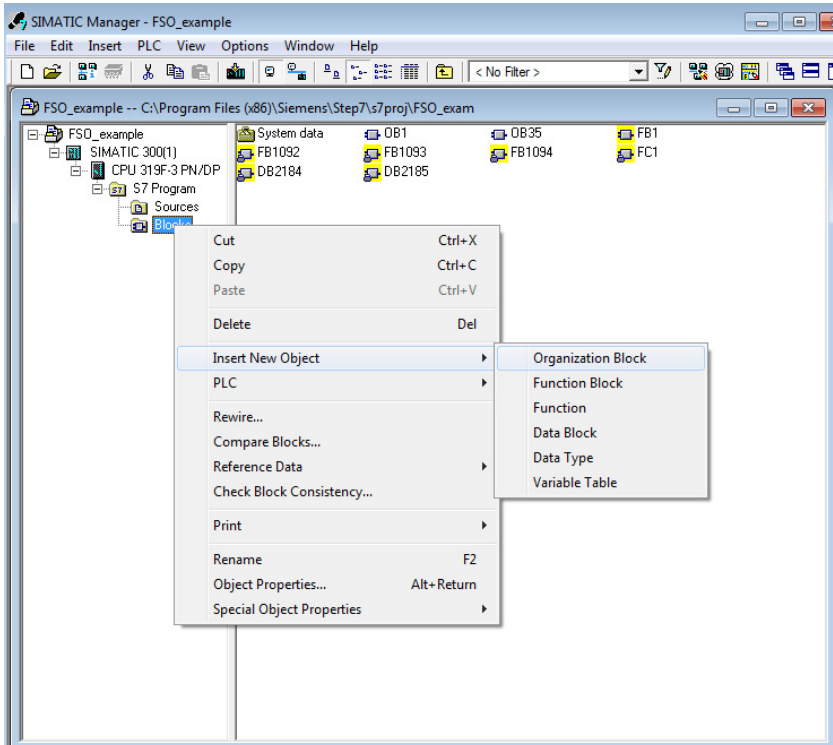 SIMATIC Manager - FSO_example
File Edit Insert PLC View Options Window Help
< No Filter >
FSO_example -- C:\Program Files (x86)\Siemens\Step7\s7proj\FSO_exam
FSO_example
SIMATIC 300(1)
CPU 319F-3 PN/DP
S7 Program
Sources
Blocks
System data OB1 OB35 FB1
FB1092 FB1093 FB1094 FC1
DB2184 DB2185
Cut Ctrl+X
Copy Ctrl+C
Paste Ctrl+V
Delete Del
Insert New Object
PLC
Rewire...
Compare Blocks...
Reference Data
Check Block Consistency...
Print
Rename F2
Object Properties... Alt+Return
Special Object Properties
Organization Block
Function Block
Function
Data Block
Data Type
Variable Table